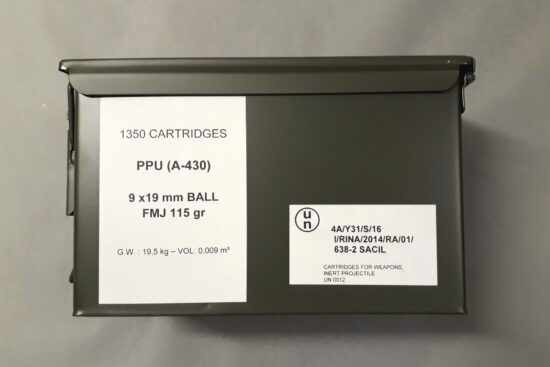 1350 CARTRIDGES
PPU (A-430)
9 x19 mm BALL
FMJ 115 gr
G.W. : 19,5 kg – VOL: 0,009 m³
u
n
4A/Y31/S/16
I/RINA/2014/RA/01/
638-2 SACIL
CARTRIDGES FOR WEAPONS,
INERT PROJECTILE
UN 0012